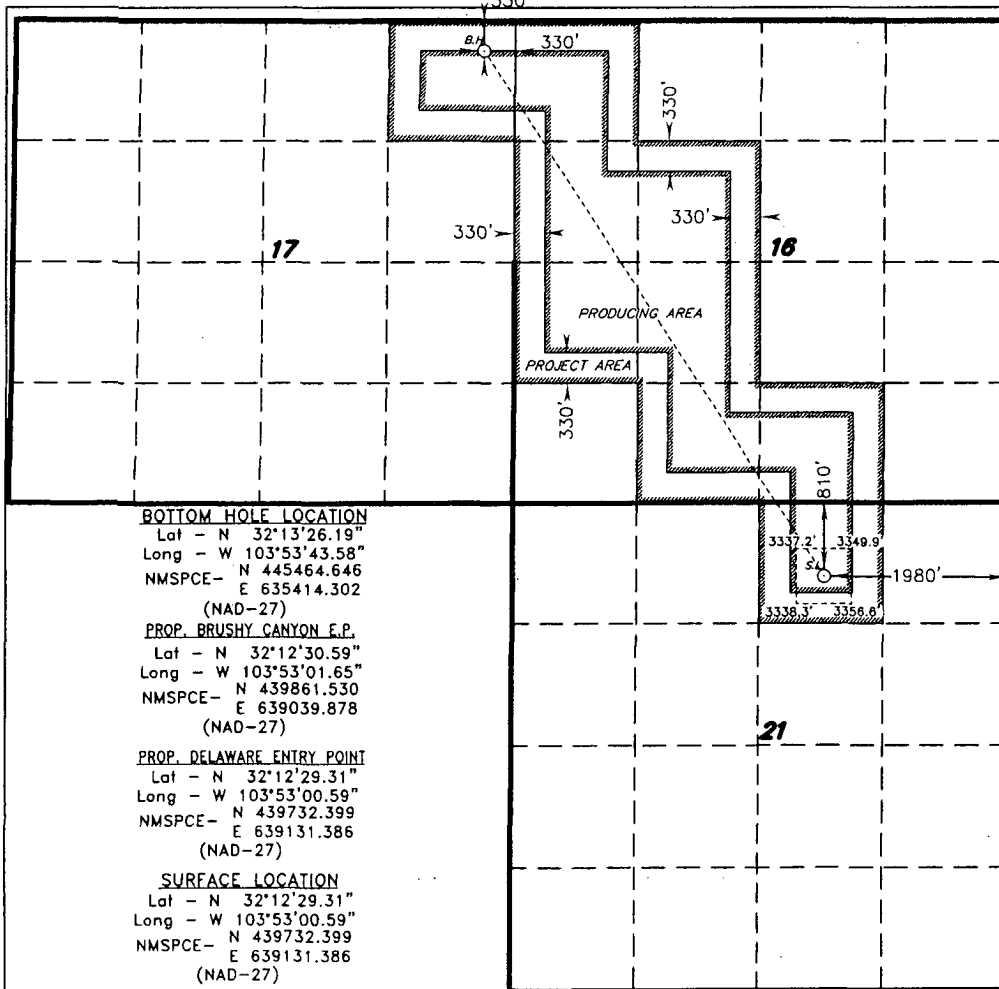 330'
B.H.
330'
330'
330'
330'
17
16
PRODUCING AREA
PROJECT AREA
330'
810'
BOTTOM HOLE LOCATION
Lat - N 32°13'26.19"
Long - W 103°53'43.58"
NMSPCE- N 445464.646
E 635414.302
(NAD-27)
3337.2' 3349.9'
S.L.
1980'
3338.3' 3356.6'
PROP. BRUSHY CANYON E.P.
Lat - N 32°12'30.59"
Long - W 103°53'01.65"
NMSPCE- N 439861.530
E 639039.878
(NAD-27)
21
PROP. DELAWARE ENTRY POINT
Lat - N 32°12'29.31"
Long - W 103°53'00.59"
NMSPCE- N 439732.399
E 639131.386
(NAD-27)
SURFACE LOCATION
Lat - N 32°12'29.31"
Long - W 103°53'00.59"
NMSPCE- N 439732.399
E 639131.386
(NAD-27)